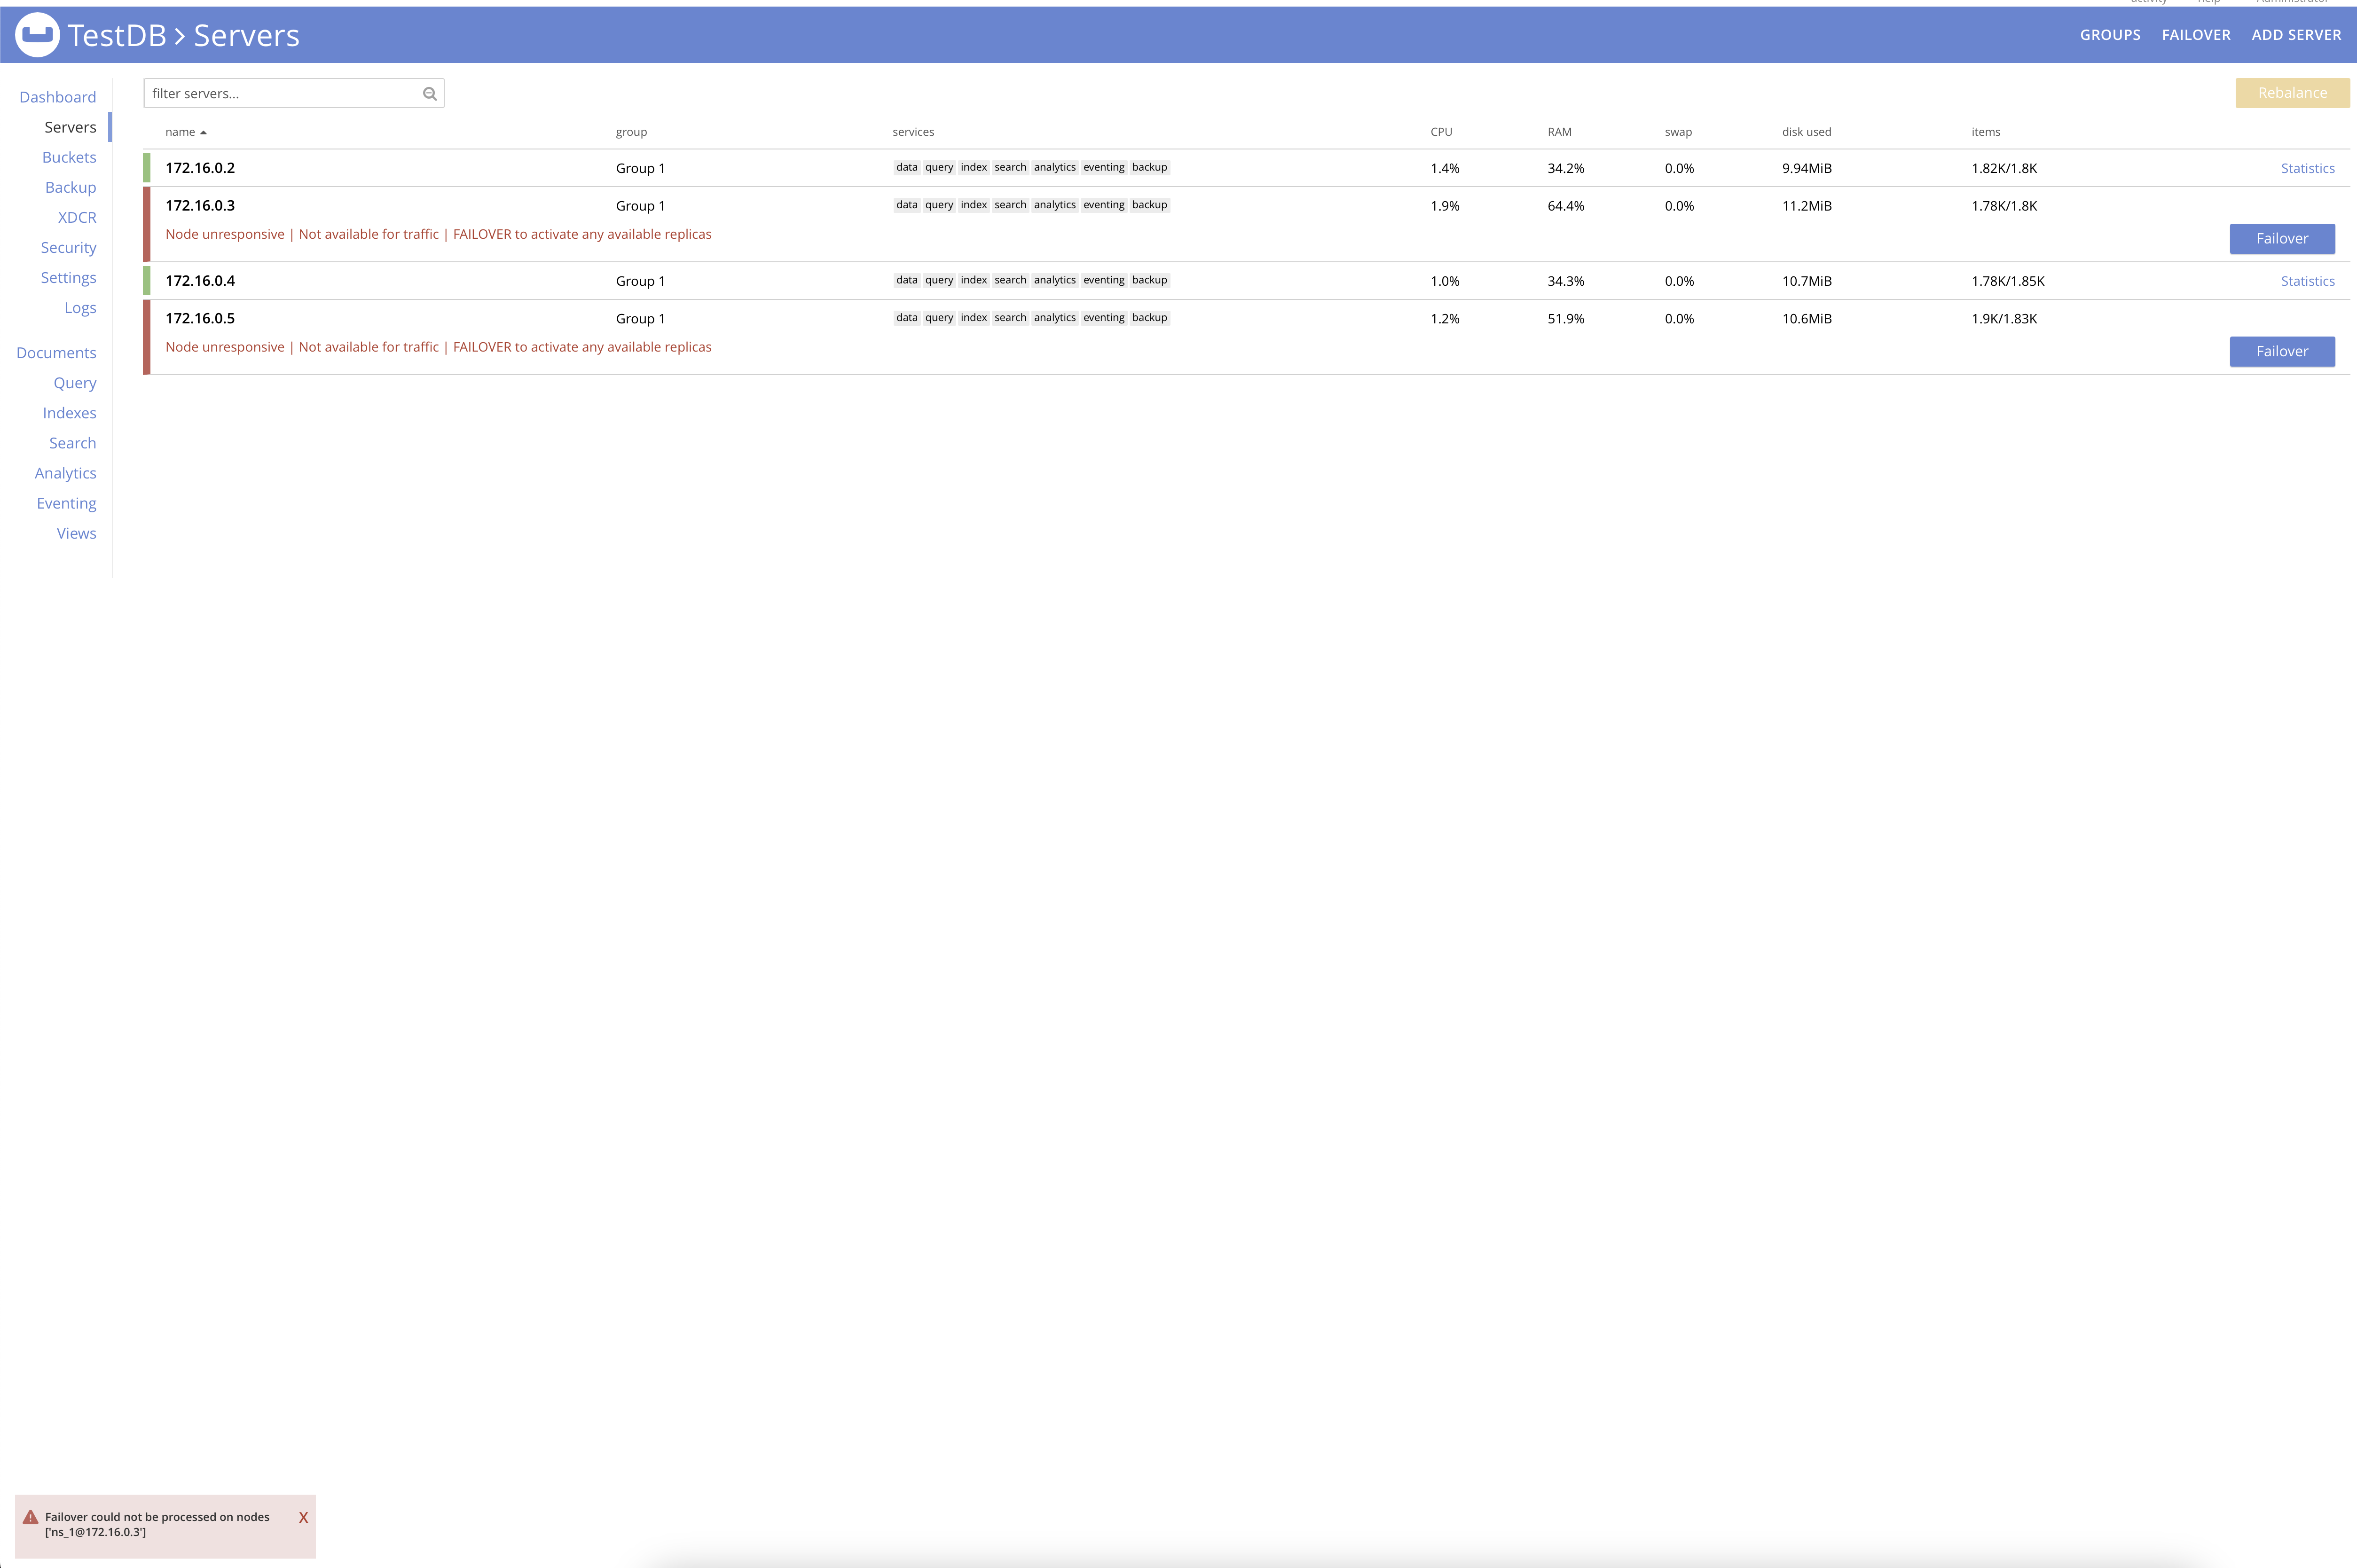 TestDB > Servers
GROUPS FAILOVER ADD SERVER
Dashboard
Servers
Buckets
Backup
XDCR
Security
Settings
Logs
Documents
Query
Indexes
Search
Analytics
Eventing
Views
filter servers...
Rebalance
name group services CPU RAM swap disk used items
172.16.0.2 Group 1 data query index search analytics eventing backup 1.4% 34.2% 0.0% 9.94MiB 1.82K/1.8K Statistics
172.16.0.3 Group 1 data query index search analytics eventing backup 1.9% 64.4% 0.0% 11.2MiB 1.78K/1.8K
Node unresponsive | Not available for traffic | FAILOVER to activate any available replicas
Failover
172.16.0.4 Group 1 data query index search analytics eventing backup 1.0% 34.3% 0.0% 10.7MiB 1.78K/1.85K Statistics
172.16.0.5 Group 1 data query index search analytics eventing backup 1.2% 51.9% 0.0% 10.6MiB 1.9K/1.83K
Node unresponsive | Not available for traffic | FAILOVER to activate any available replicas
Failover
Failover could not be processed on nodes X
['ns_1@172.16.0.3']